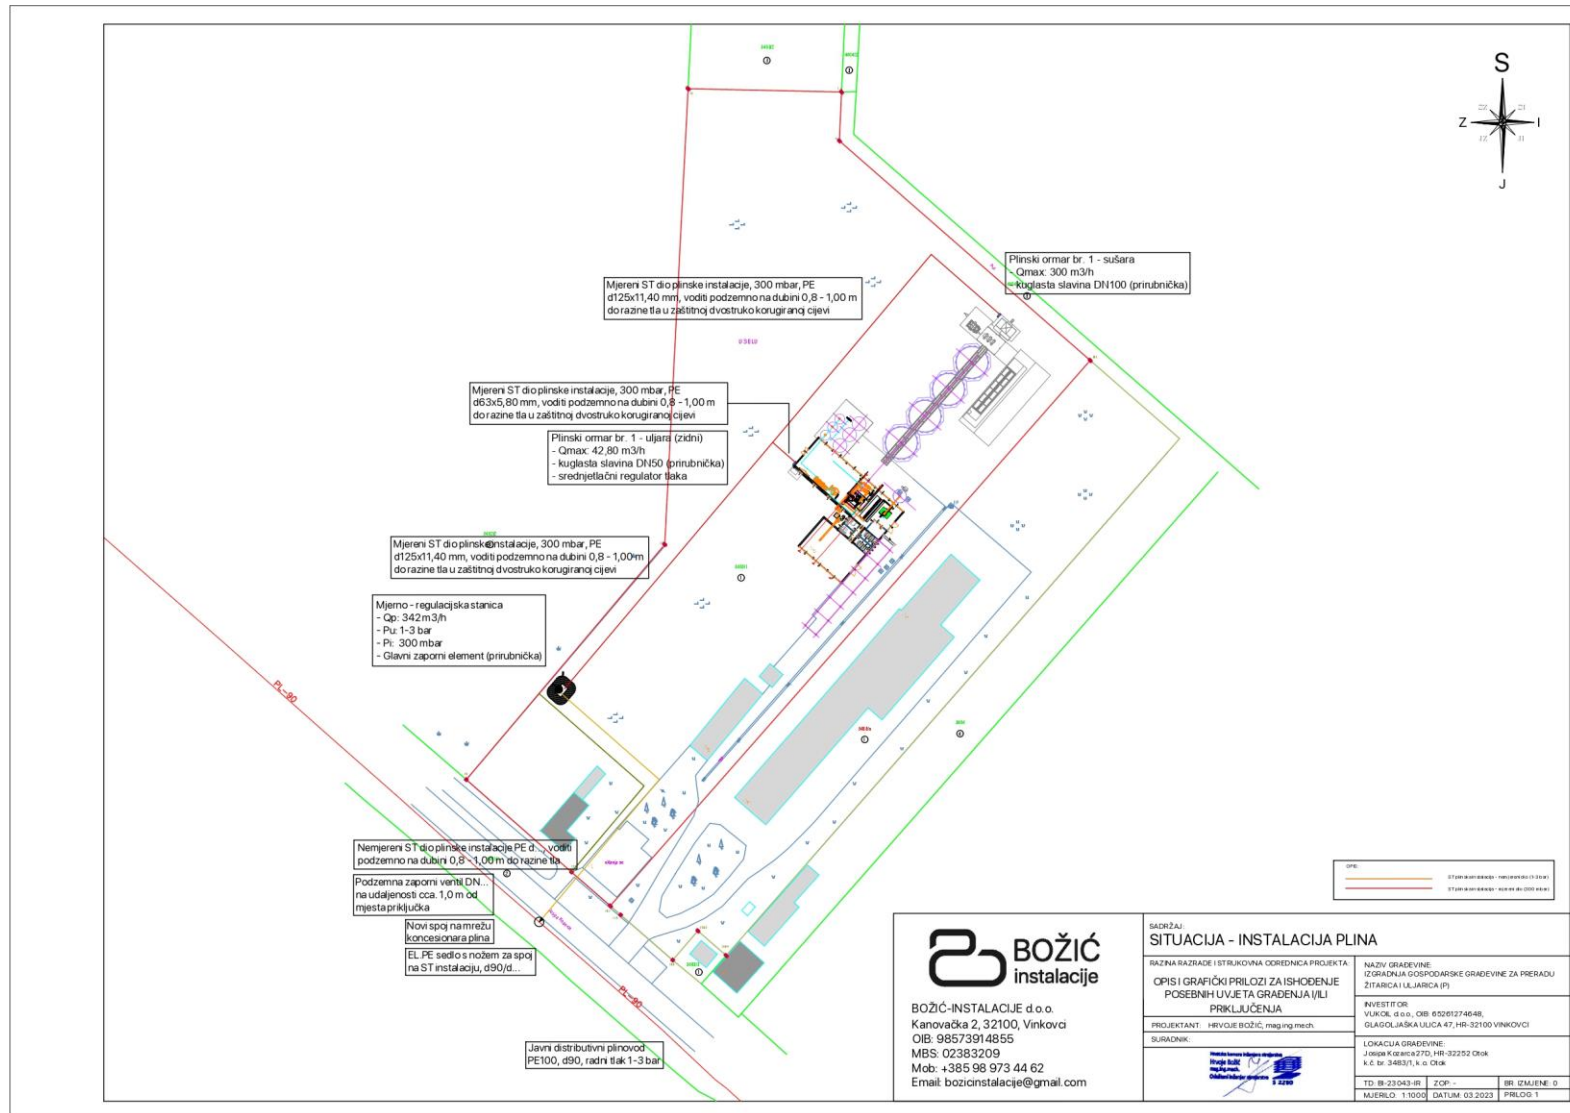 S
Z
I
J
Plinski ormar br. 1 - sušara
- Qmax: 300 m3/h
- kuglasta slavina DN100 (prirubnička)
Mjereni ST dio plinske instalacije, 300 mbar, PE
d125x11,40 mm, voditi podzemno na dubini 0,8 - 1,00 m
do razine tla u zaštitnoj dvostruko korugiranoj cijevi
Mjereni ST dio plinske instalacije, 300 mbar, PE
d63x5,80 mm, voditi podzemno na dubini 0,8 - 1,00 m
do razine tla u zaštitnoj dvostruko korugiranoj cijevi
Plinski ormar br. 1 - uljara (zidni)
- Qmax: 42,80 m3/h
- kuglasta slavina DN50 (prirubnička)
- srednjetlačni regulator tlaka
Mjereni ST dio plinske instalacije, 300 mbar, PE
d125x11,40 mm, voditi podzemno na dubini 0,8 - 1,00 m
do razine tla u zaštitnoj dvostruko korugiranoj cijevi
Mjerno - regulacijska stanica
- Qp: 342 m3/h
- Pu: 1-3 bar
- Pi: 300 mbar
- Glavni zaporni element (prirubnička)
PL-90
Nemjereni ST dio plinske instalacije PE d..., voditi
podzemno na dubini 0,8 - 1,00 m do razine tla
Podzemna zaporni ventil DN...
na udaljenosti cca. 1,0 m od
mjesta priključka
Novi spoj na mrežu
koncesionara plina
EL.PE sedlo s nožem za spoj
na ST instalaciju, d90/d...
PL-90
Javni distributivni plinovod
PE100, d90, radni tlak 1-3 bar
BOŽIĆ
instalacije
BOŽIĆ-INSTALACIJE d.o.o.
Kanovačka 2, 32100, Vinkovci
OIB: 98573914855
MBS: 02383209
Mob: +385 98 973 44 62
Email: bozicinstalacije@gmail.com
SADRŽAJ:
SITUACIJA - INSTALACIJA PLINA
RAZINA RAZRADE I STRUKOVNA ODREDNICA PROJEKTA:
OPIS I GRAFIČKI PRILOZI ZA ISHOĐENJE
POSEBNIH UVJETA GRAĐENJA I/ILI
PRIKLJUČENJA
PROJEKTANT: HRVOJE BOŽIĆ, mag.ing.mech.
SURADNIK:
NAZIV GRAĐEVINE:
IZGRADNJA GOSPODARSKE GRAĐEVINE ZA PRERADU
ŽITARICA I ULJARICA (P)
INVESTITOR:
VUKOIL d.o.o., OIB: 65261274648,
GLAGOLJAŠKA ULICA 47, HR-32100 VINKOVCI
LOKACIJA GRAĐEVINE:
Josipa Kozarca 27D, HR-32252 Otok
k.č. br. 3483/1, k.o. Otok
TD: BI-23043-IR
ZOP: -
BR. IZMJENE: 0
MJERILO: 1:1000
DATUM: 03.2023
PRILOG: 1